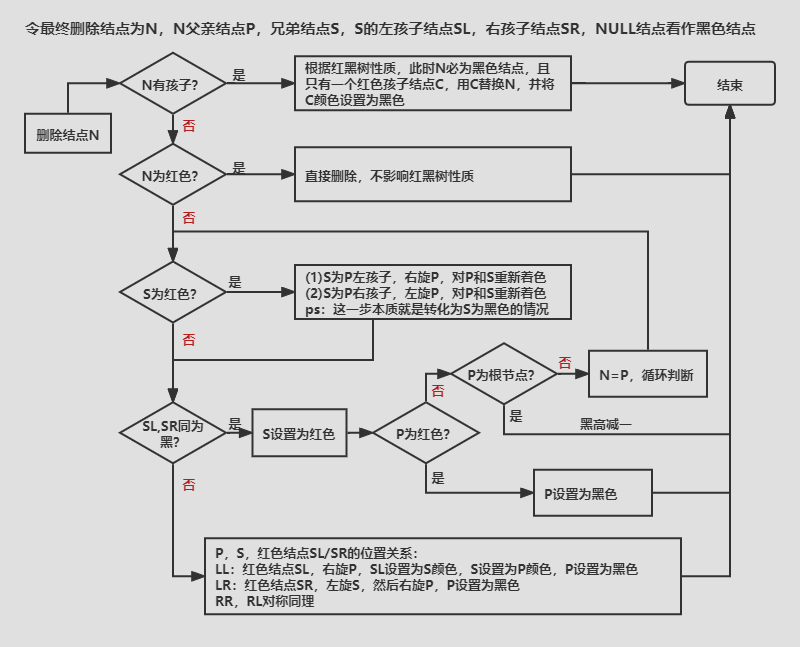 令最终删除结点为N，N父亲结点P，兄弟结点S，S的左孩子结点SL，右孩子结点SR，NULL结点看作黑色结点
N有孩子?
是
根据红黑树性质，此时N必为黑色结点，且
只有一个红色孩子结点C，用C替换N，并将
C颜色设置为黑色
结束
删除结点N
否
N为红色?
是
直接删除，不影响红黑树性质
否
S为红色?
是
(1)S为P左孩子，右旋P，对P和S重新着色
(2)S为P右孩子，左旋P，对P和S重新着色
ps：这一步本质就是转化为S为黑色的情况
否
P为根节点?
否
N=P，循环判断
否
是
黑高减一
SL,SR同为
黑?
是
S设置为红色
P为红色?
是
P设置为黑色
否
P，S，红色结点SL/SR的位置关系：
LL：红色结点SL，右旋P，SL设置为S颜色，S设置为P颜色，P设置为黑色
LR：红色结点SR，左旋S，然后右旋P，P设置为黑色
RR，RL对称同理